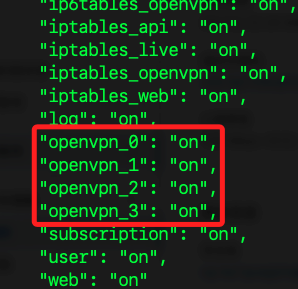 "ip6tables_openvpn": "on",
"iptables_api": "on",
"iptables_live": "on",
"iptables_openvpn": "on",
"iptables_web": "on",
"log": "on",
"openvpn_0": "on",
"openvpn_1": "on",
"openvpn_2": "on",
"openvpn_3": "on",
"subscription": "on",
"user": "on",
"web": "on"